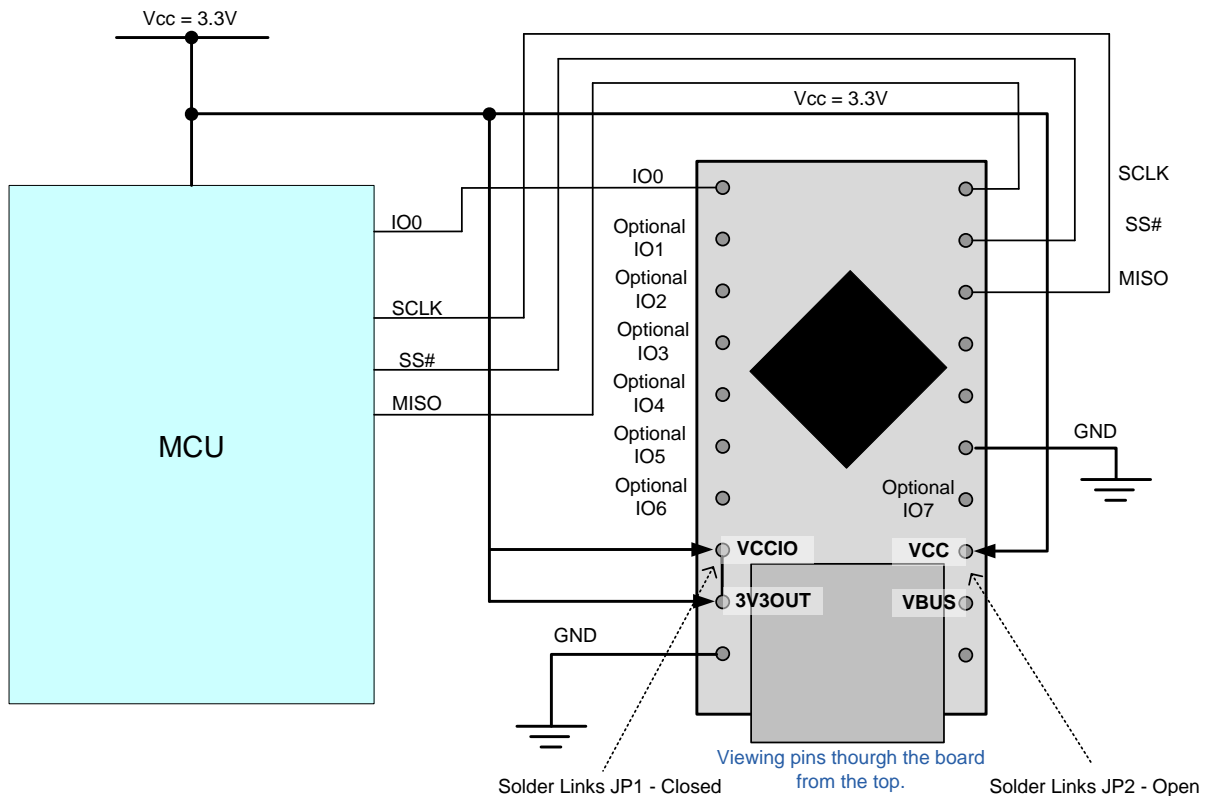 Vcc = 3.3V
Vcc = 3.3V
IO0
SCLK
IO0
Optional
IO1
SS#
Optional
IO2
MISO
SCLK
Optional
IO3
SS#
Optional
IO4
MISO
MCU
Optional
IO5
GND
Optional
IO6
Optional
IO7
VCCIO
VCC
3V3OUT
VBUS
GND
Viewing pins thourgh the board
from the top.
Solder Links JP1 - Closed
Solder Links JP2 - Open